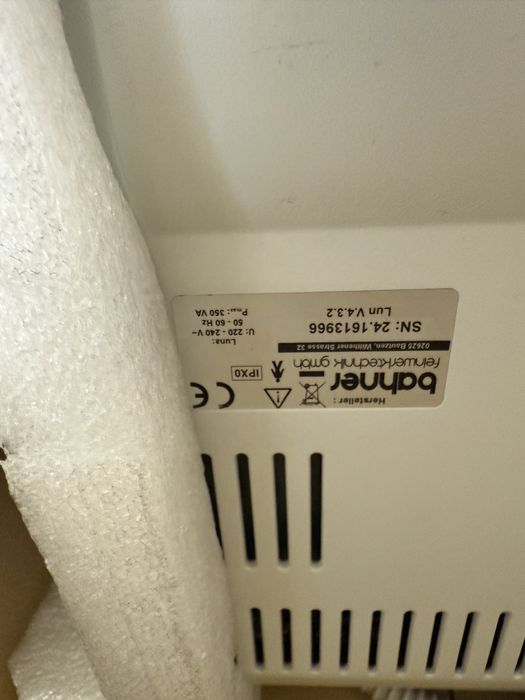 Hersteller:
bahner
feinwerktechnik gmbh
02625 Bautzen, Wilthener Strasse 32
SN: 24.1613966
Lun V.4.3.2
CE
IPX0
Luna:
U: 220 - 240 V~
50 - 60 Hz
Pmax: 350 VA